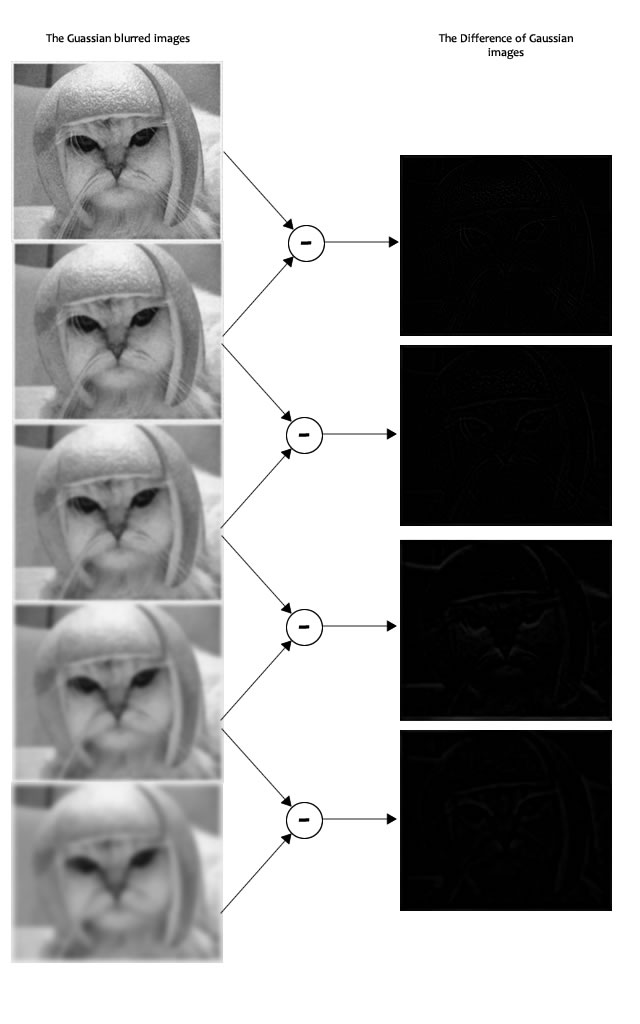 The Guassian blurred images
The Difference of Gaussian
images
-
-
-
-